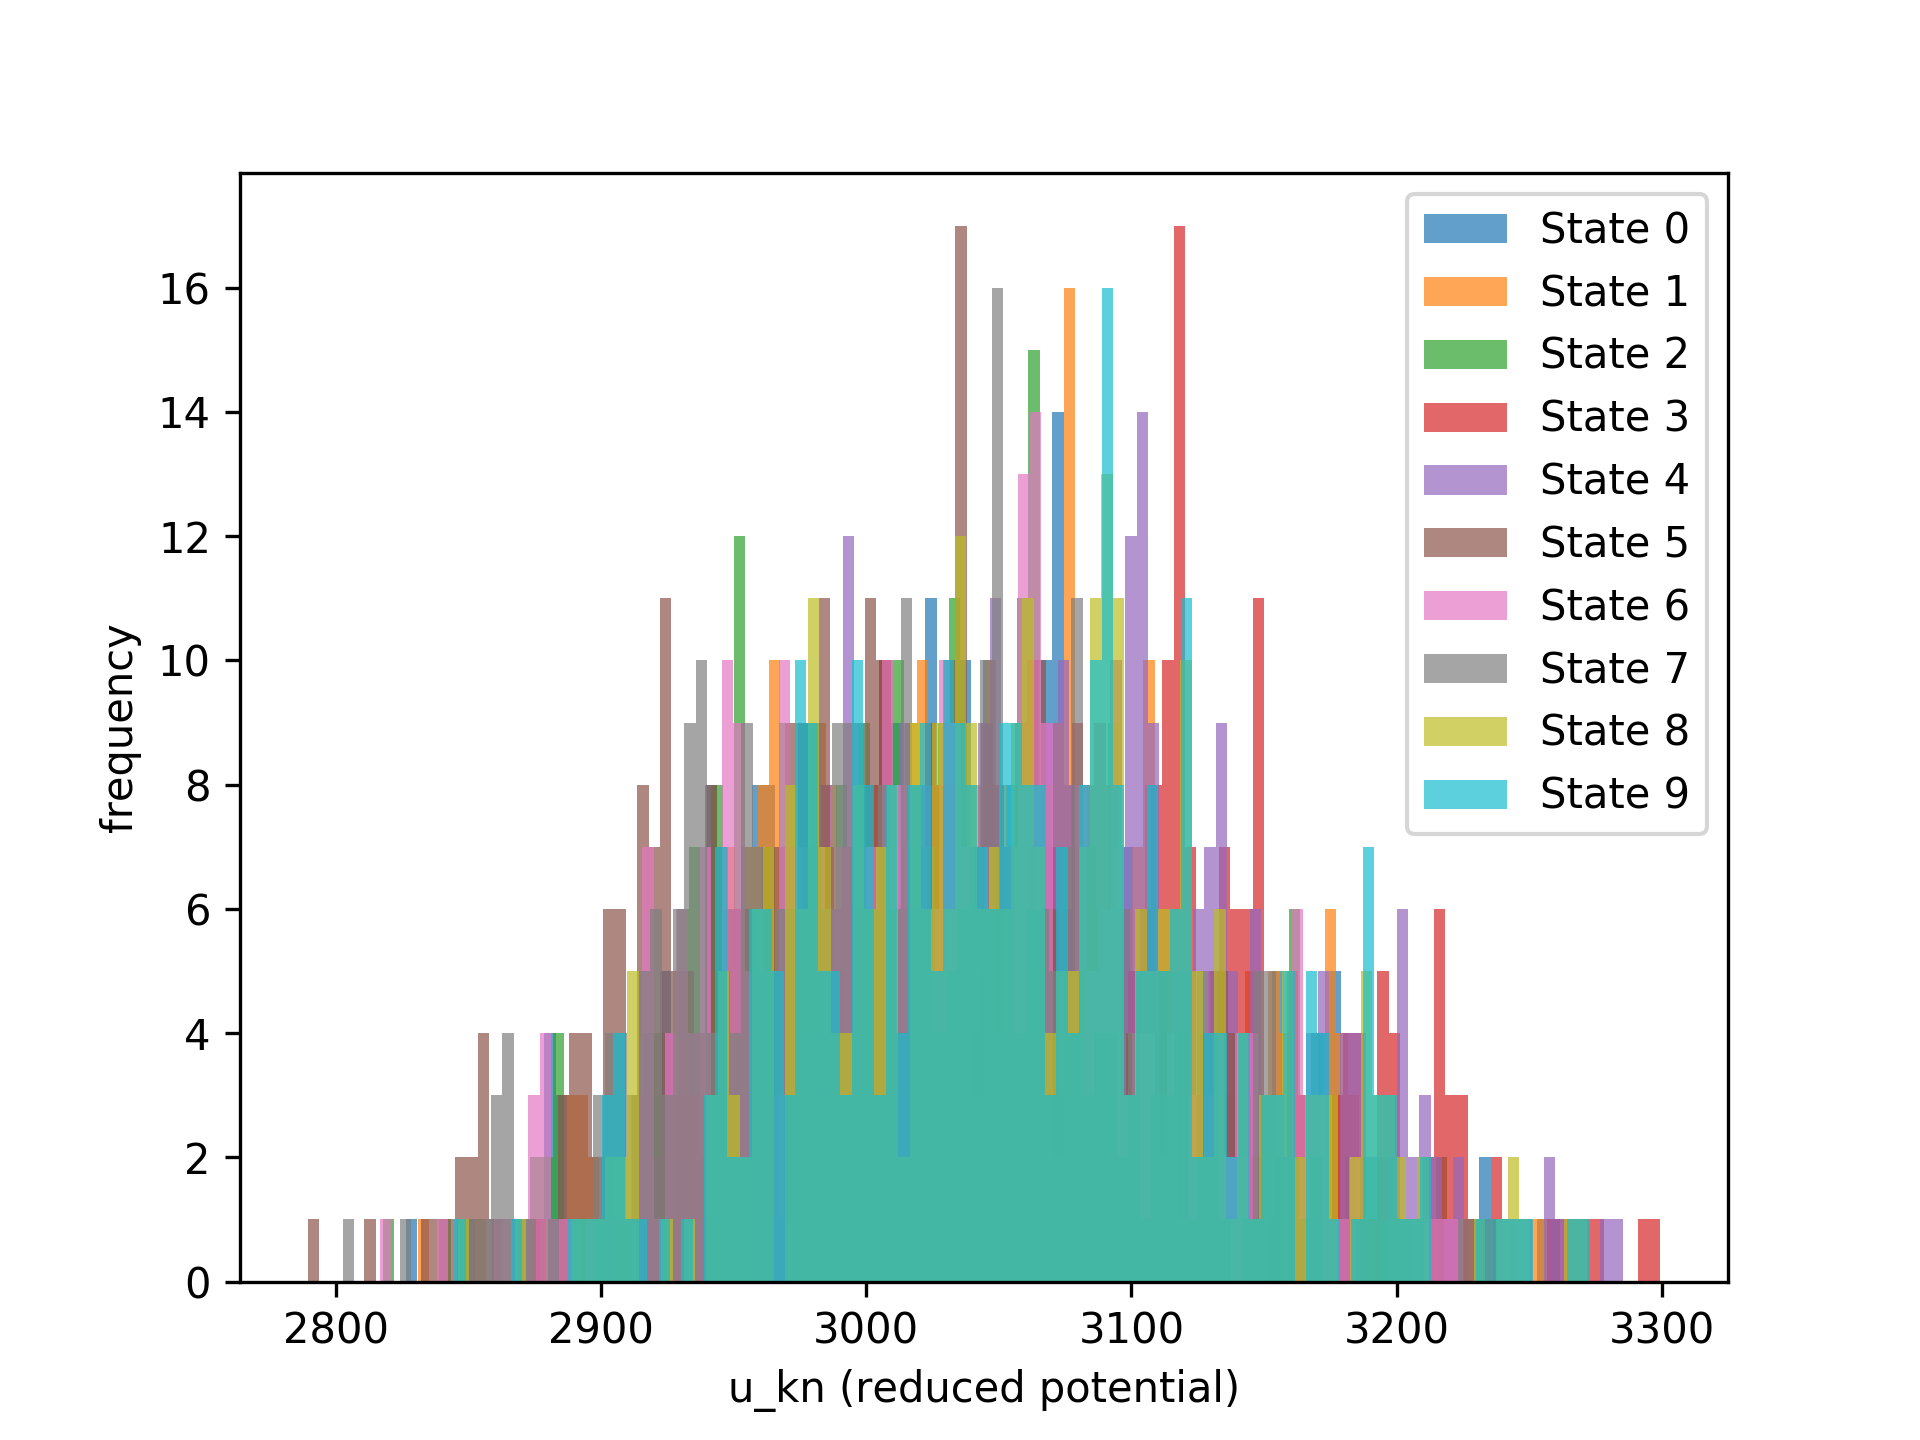 State 0
State 1
State 2
State 3
State 4
State 5
State 6
State 7
State 8
State 9
frequency
16
14
12
10
8
6
4
2
0
2800 2900 3000 3100 3200 3300
u_kn (reduced potential)